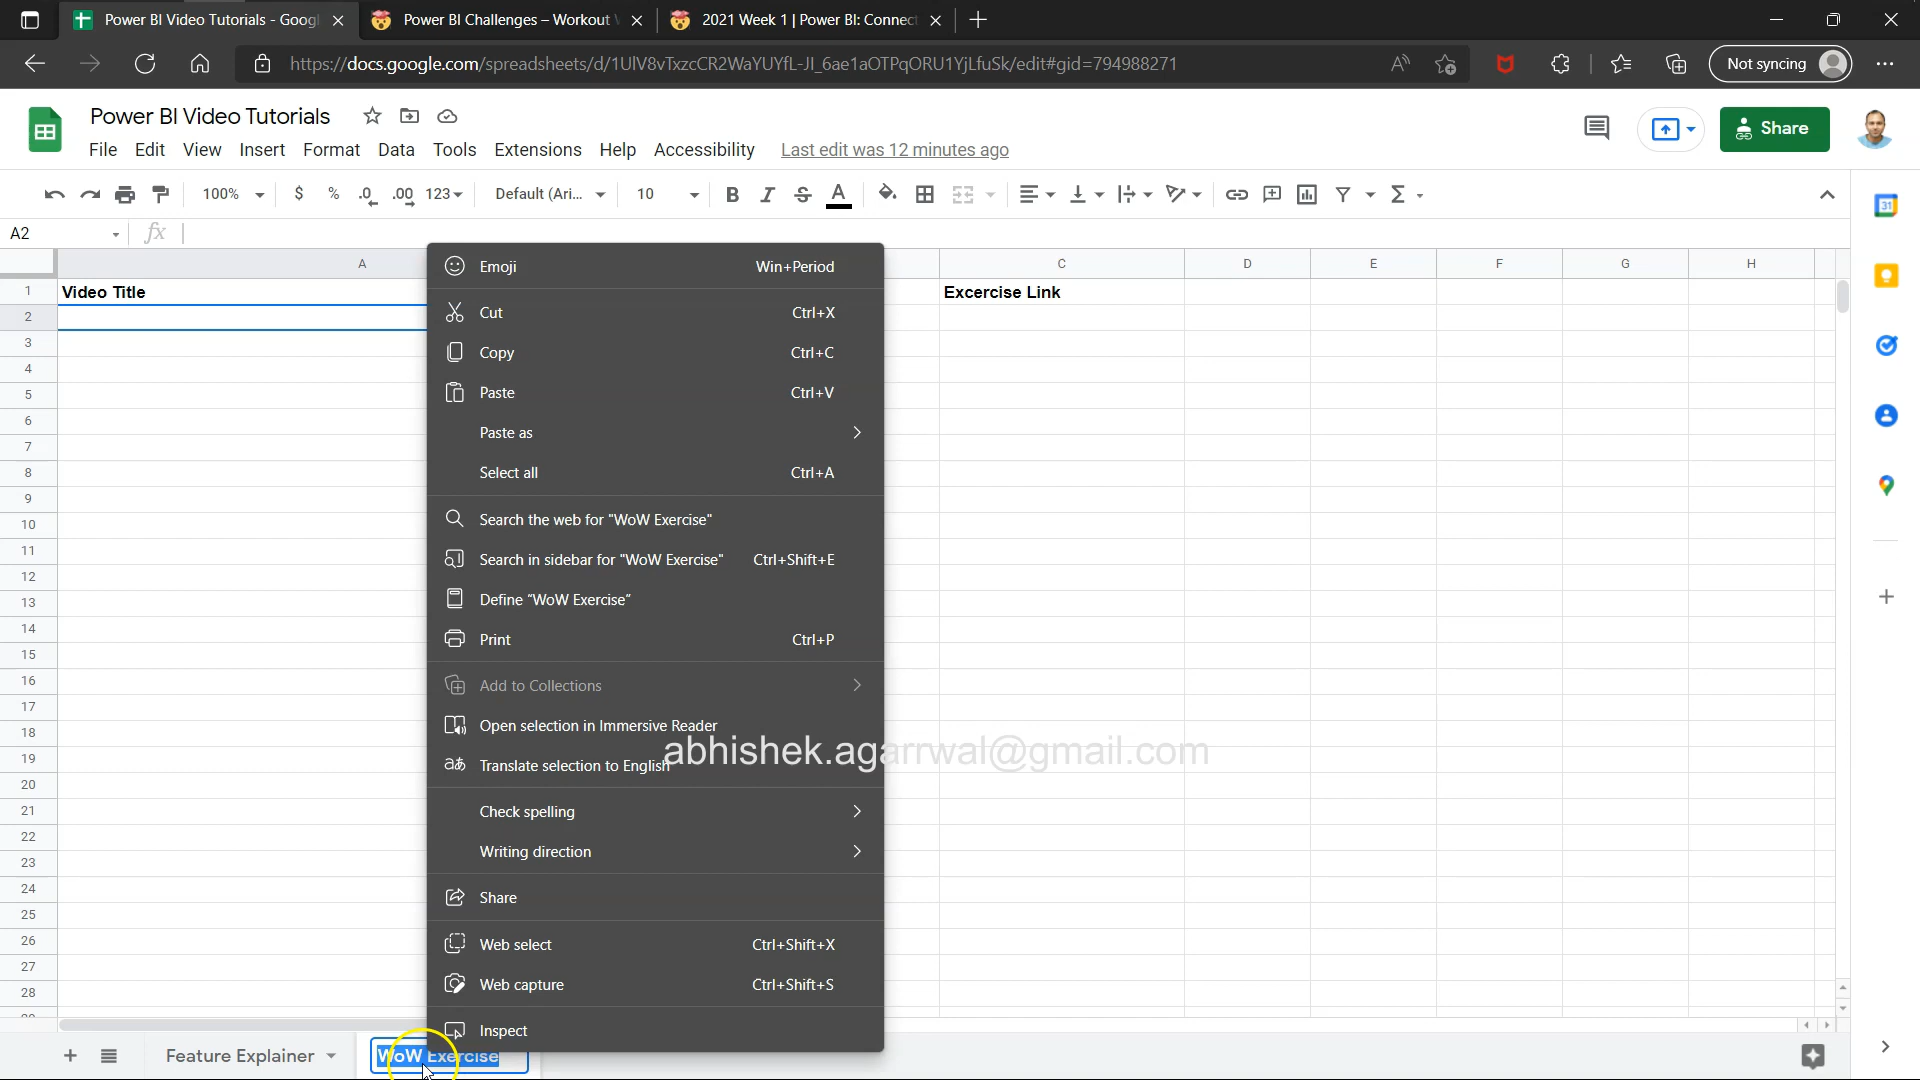 Power BI Video Tutorials - Googl
Power BI Challenges – Workout
2021 Week 1 | Power BI: Connect
https://docs.google.com/spreadsheets/d/1UlV8vTxzcCR2WaYUYfL-JI_6ae1aOTPqORU1YjLfuSk/edit#gid=794988271
Not syncing
Power BI Video Tutorials
File Edit View Insert Format Data Tools Extensions Help Accessibility Last edit was 12 minutes ago
Share
100% $ % .0 .00 123 Default (Ari... 10 B I S A
A2 fx
A C D E F G H
1 Video Title Excercise Link
2
3
4
5
6
7
8
9
10
11
12
13
14
15
16
17
18
19
20
21
22
23
24
25
26
27
28
Emoji Win+Period
Cut Ctrl+X
Copy Ctrl+C
Paste Ctrl+V
Paste as
Select all Ctrl+A
Search the web for "WoW Exercise"
Search in sidebar for "WoW Exercise" Ctrl+Shift+E
Define "WoW Exercise"
Print Ctrl+P
Add to Collections
Open selection in Immersive Reader
Translate selection to English
Check spelling
Writing direction
Share
Web select Ctrl+Shift+X
Web capture Ctrl+Shift+S
Inspect
abhishek.agarrwal@gmail.com
Feature Explainer
WoW Exercise
31